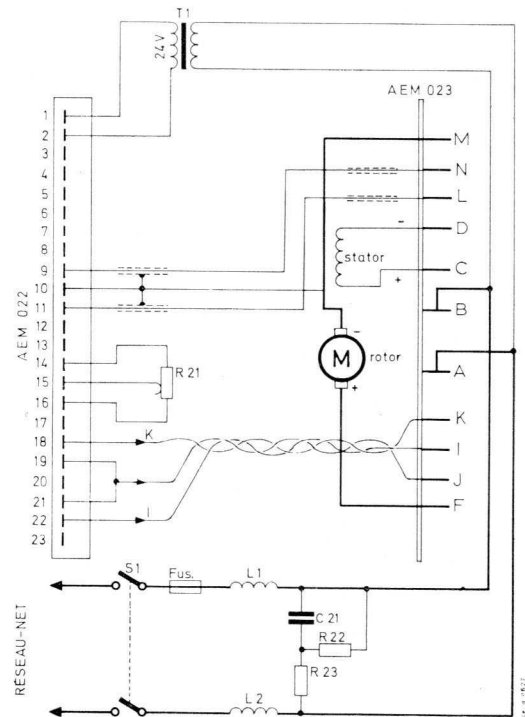 T1
24V
AEM 023
AEM 022
1
2
3
4
5
6
7
8
9
10
11
12
13
14
15
16
17
18
19
20
21
22
23
M
N
L
D
C
B
A
K
I
J
F
-
stator
+
-
M
rotor
+
R 21
K
I
RÉSEAU-NET
S1
Fus.
L1
C 21
R 22
R 23
L2